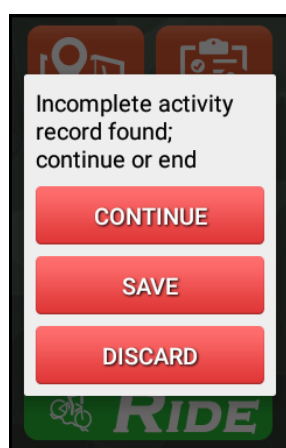 Incomplete activity
record found;
continue or end
CONTINUE
SAVE
DISCARD
RIDE